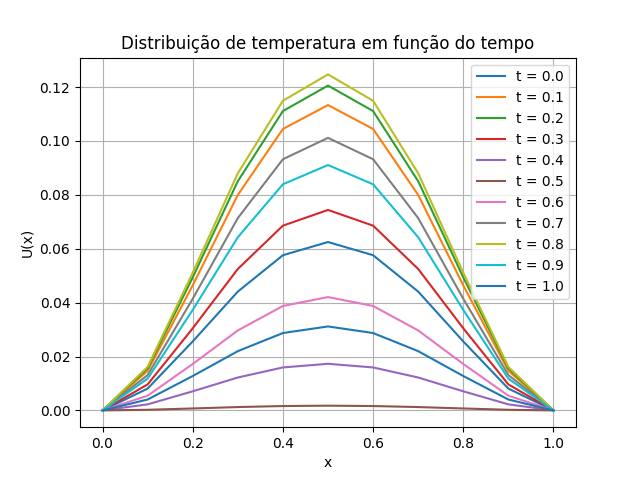 Distribuição de temperatura em função do tempo
0.12
0.10
0.08
0.06
0.04
0.02
0.00
U(x)
0.0
0.2
0.4
0.6
0.8
1.0
x
t = 0.0
t = 0.1
t = 0.2
t = 0.3
t = 0.4
t = 0.5
t = 0.6
t = 0.7
t = 0.8
t = 0.9
t = 1.0